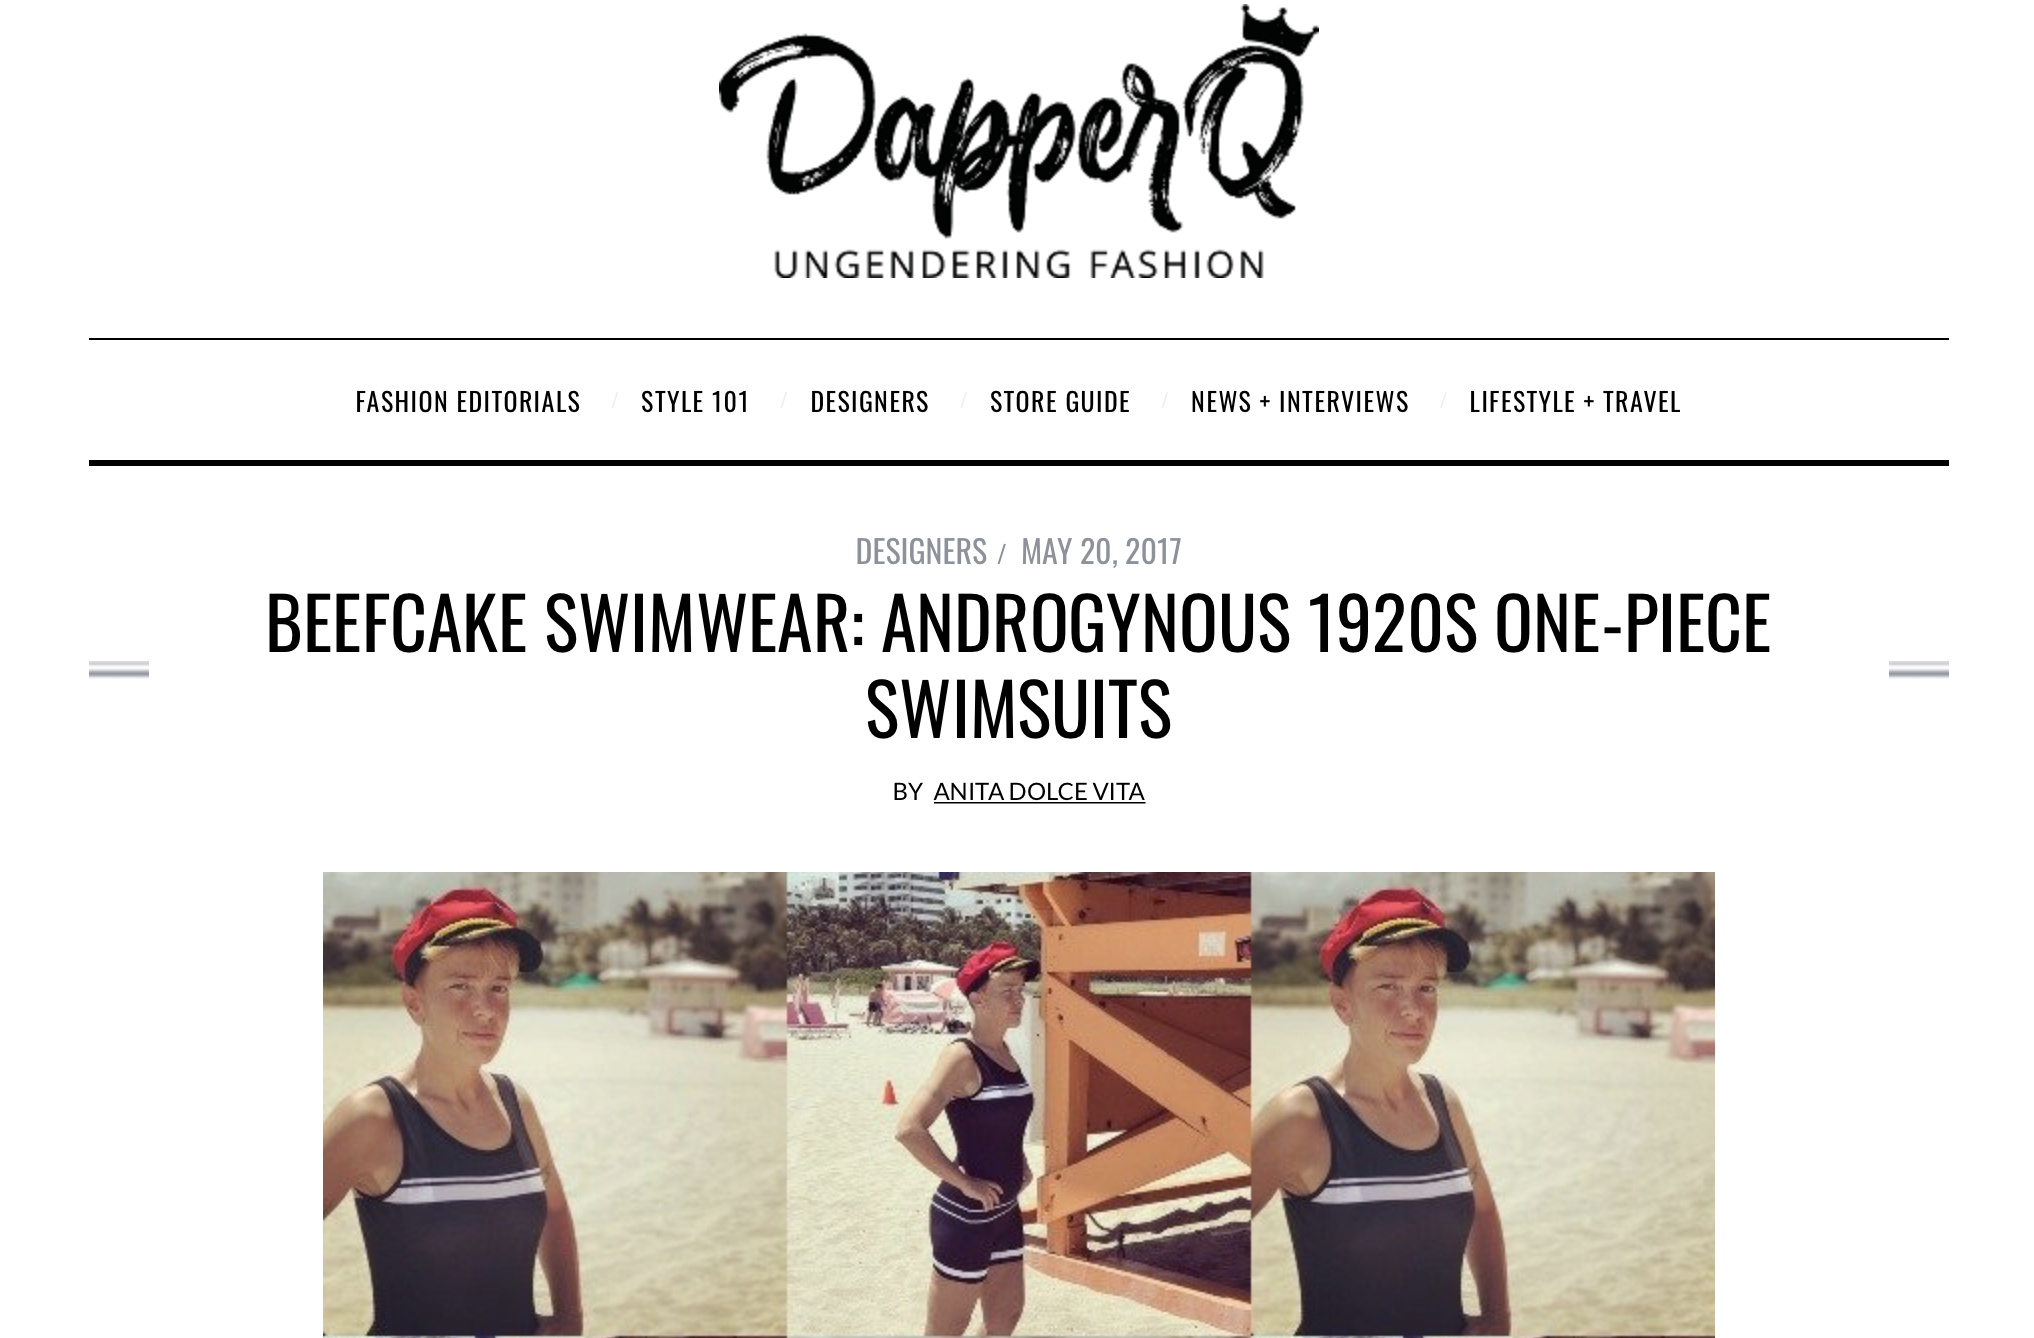 DapperQ
UNGENDERING FASHION
FASHION EDITORIALS / STYLE 101 / DESIGNERS / STORE GUIDE / NEWS + INTERVIEWS / LIFESTYLE + TRAVEL
DESIGNERS / MAY 20, 2017
BEEFCAKE SWIMWEAR: ANDROGYNOUS 1920S ONE-PIECE
SWIMSUITS
BY ANITA DOLCE VITA